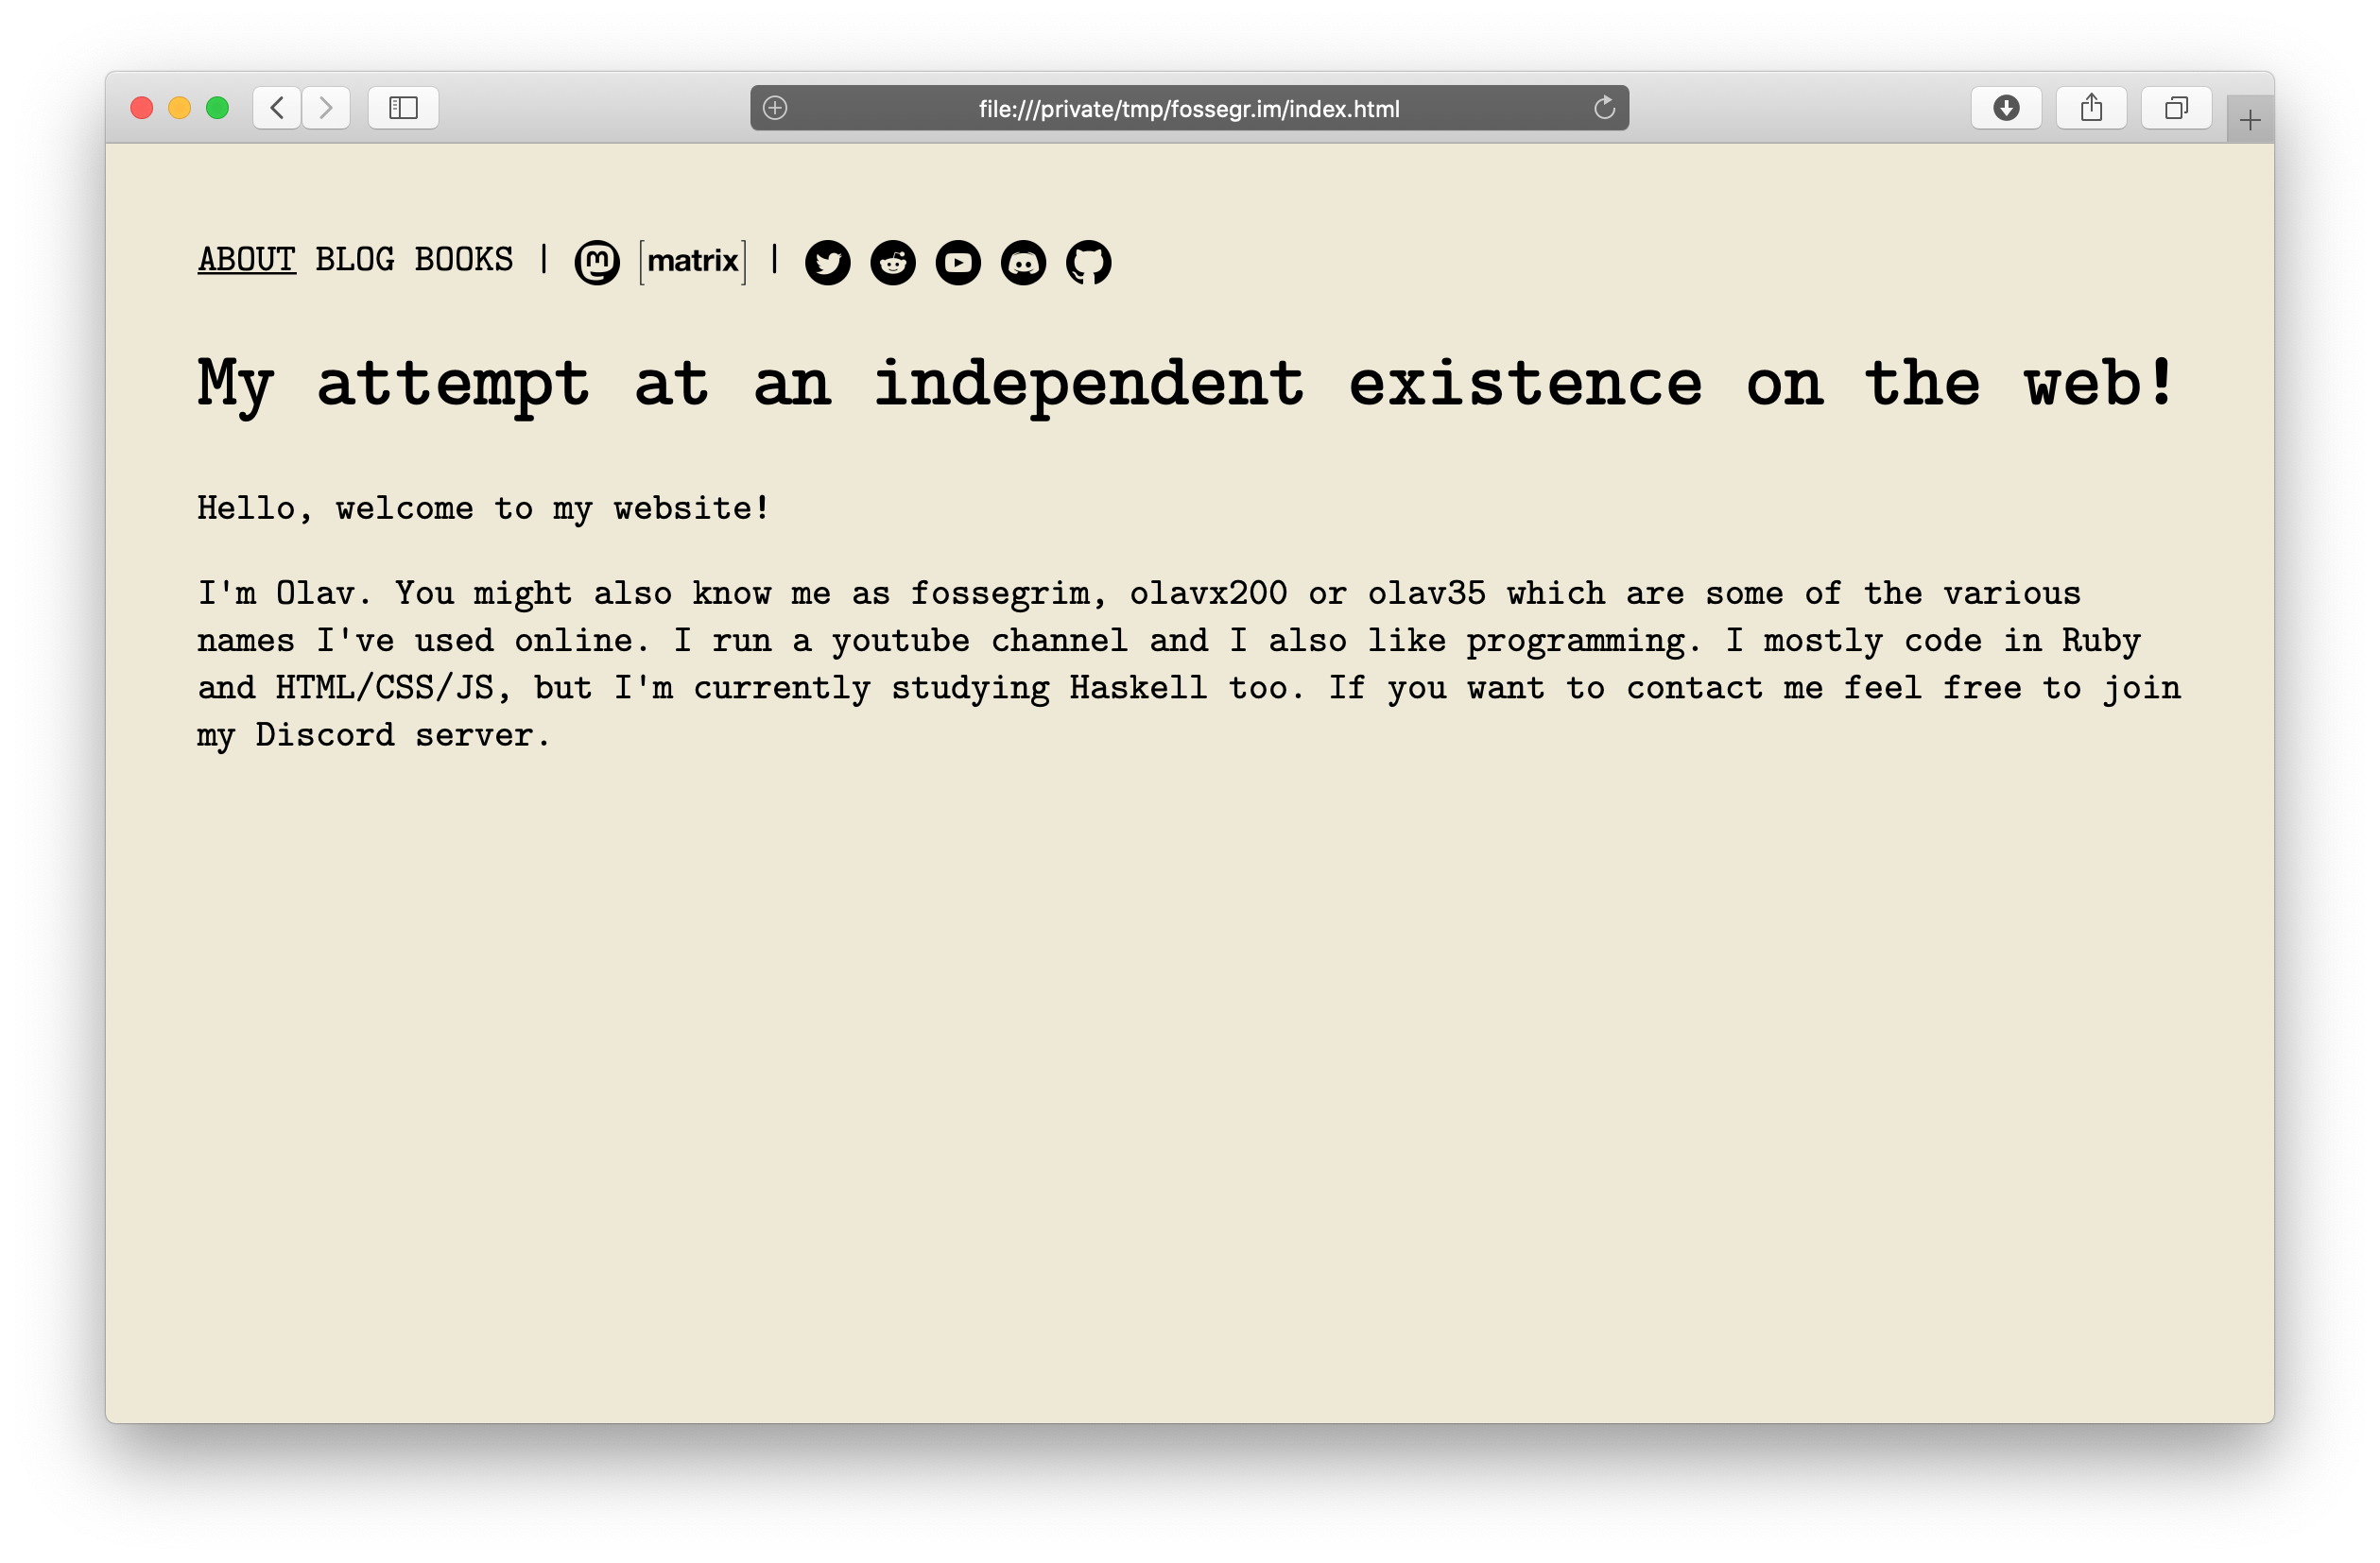 file:///private/tmp/fossegr.im/index.html
ABOUT BLOG BOOKS | [matrix] |
My attempt at an independent existence on the web!
Hello, welcome to my website!
I'm Olav. You might also know me as fossegrim, olavx200 or olav35 which are some of the various
names I've used online. I run a youtube channel and I also like programming. I mostly code in Ruby
and HTML/CSS/JS, but I'm currently studying Haskell too. If you want to contact me feel free to join
my Discord server.